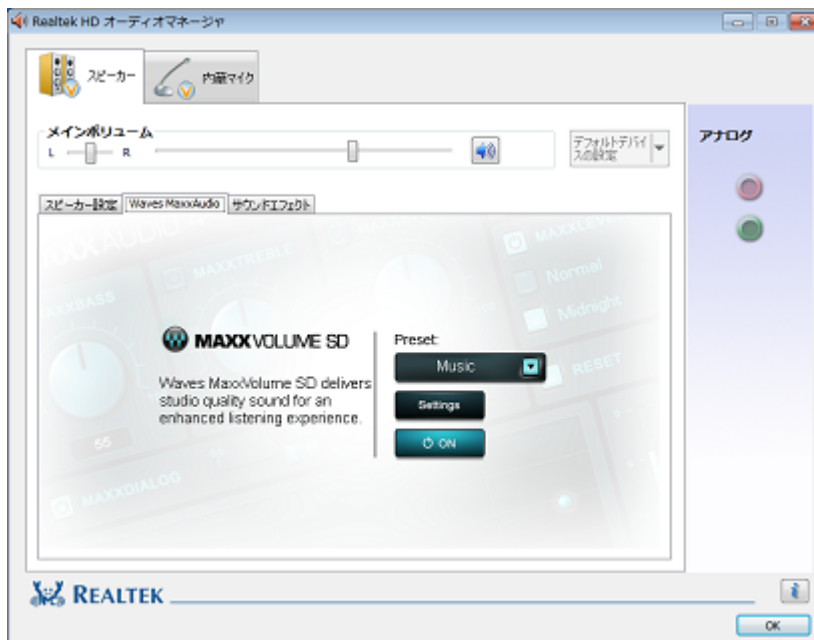 Realtek HD オーディオマネージャ
スピーカー
内蔵マイク
メインボリューム
L R
デフォルトデバイ
スの設定
アナログ
スピーカー設定 Waves MaxxAudio サウンドエフェクト
MAXXTREBLE
Normal
MAXXBASS
Midnight
MAXXVOLUME SD
Preset:
Music
RESET
Waves MaxxVolume SD delivers
studio quality sound for an
enhanced listening experience.
Settings
ON
55
MAXXDIALOG
REALTEK
OK